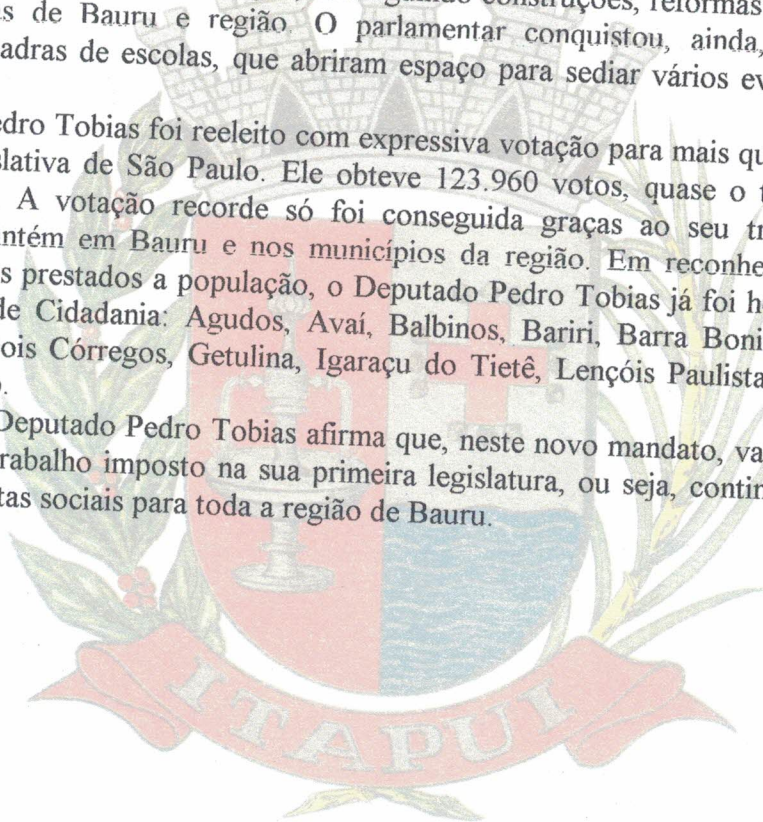 construções, reformas
s de Bauru e região. O parlamentar conquistou, ainda,
adras de escolas, que abriram espaço para sediar vários ev
edro Tobias foi reeleito com expressiva votação para mais qu
slativa de São Paulo. Ele obteve 123.960 votos, quase o t
A votação recorde só foi conseguida graças ao seu tr
ntém em Bauru e nos municípios da região. Em reconhe
s prestados a população, o Deputado Pedro Tobias já foi h
de Cidadania: Agudos, Avaí, Balbinos, Bariri, Barra Boni
ois Córregos, Getulina, Igaraçu do Tietê, Lençóis Paulista
Deputado Pedro Tobias afirma que, neste novo mandato, va
rabalho imposto na sua primeira legislatura, ou seja, contin
tas sociais para toda a região de Bauru.
ITAPUI